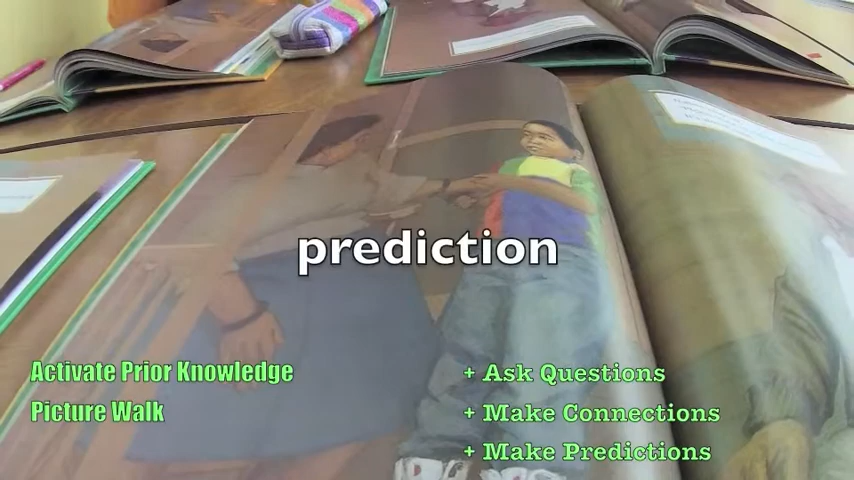 prediction
Activate Prior Knowledge
+ Ask Questions
Picture Walk
+ Make Connections
+ Make Predictions